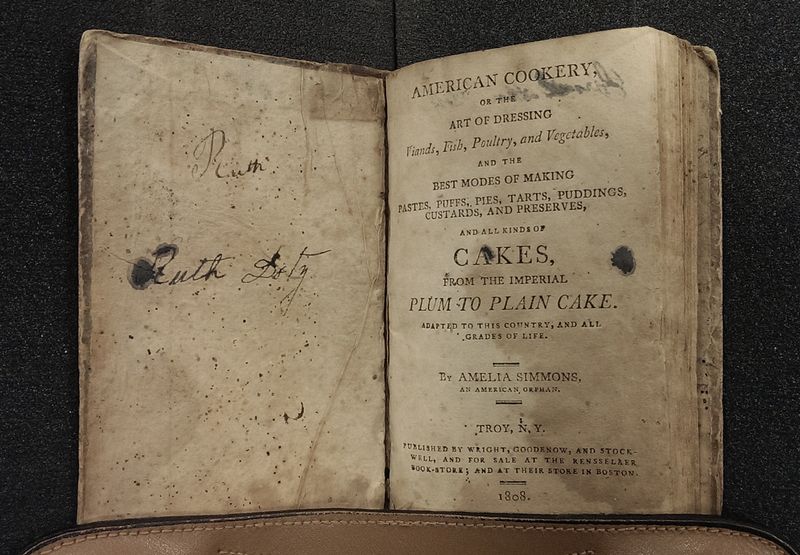 Ruth
Ruth Doty
AMERICAN COOKERY,
OR THE
ART OF DRESSING
Viands, Fish, Poultry, and Vegetables,
AND THE
BEST MODES OF MAKING
PASTES, PUFFS, PIES, TARTS, PUDDINGS,
CUSTARDS, AND PRESERVES,
AND ALL KINDS OF
CAKES,
FROM THE IMPERIAL
PLUM TO PLAIN CAKE.
ADAPTED TO THIS COUNTRY, AND ALL
GRADES OF LIFE.
BY AMELIA SIMMONS,
AN AMERICAN ORPHAN.
TROY, N. Y.
PUBLISHED BY WRIGHT, GOODENOW, AND STOCK-
WELL, AND FOR SALE AT THE RENSSELAER
BOOK-STORE; AND AT THEIR STORE IN BOSTON.
1808.